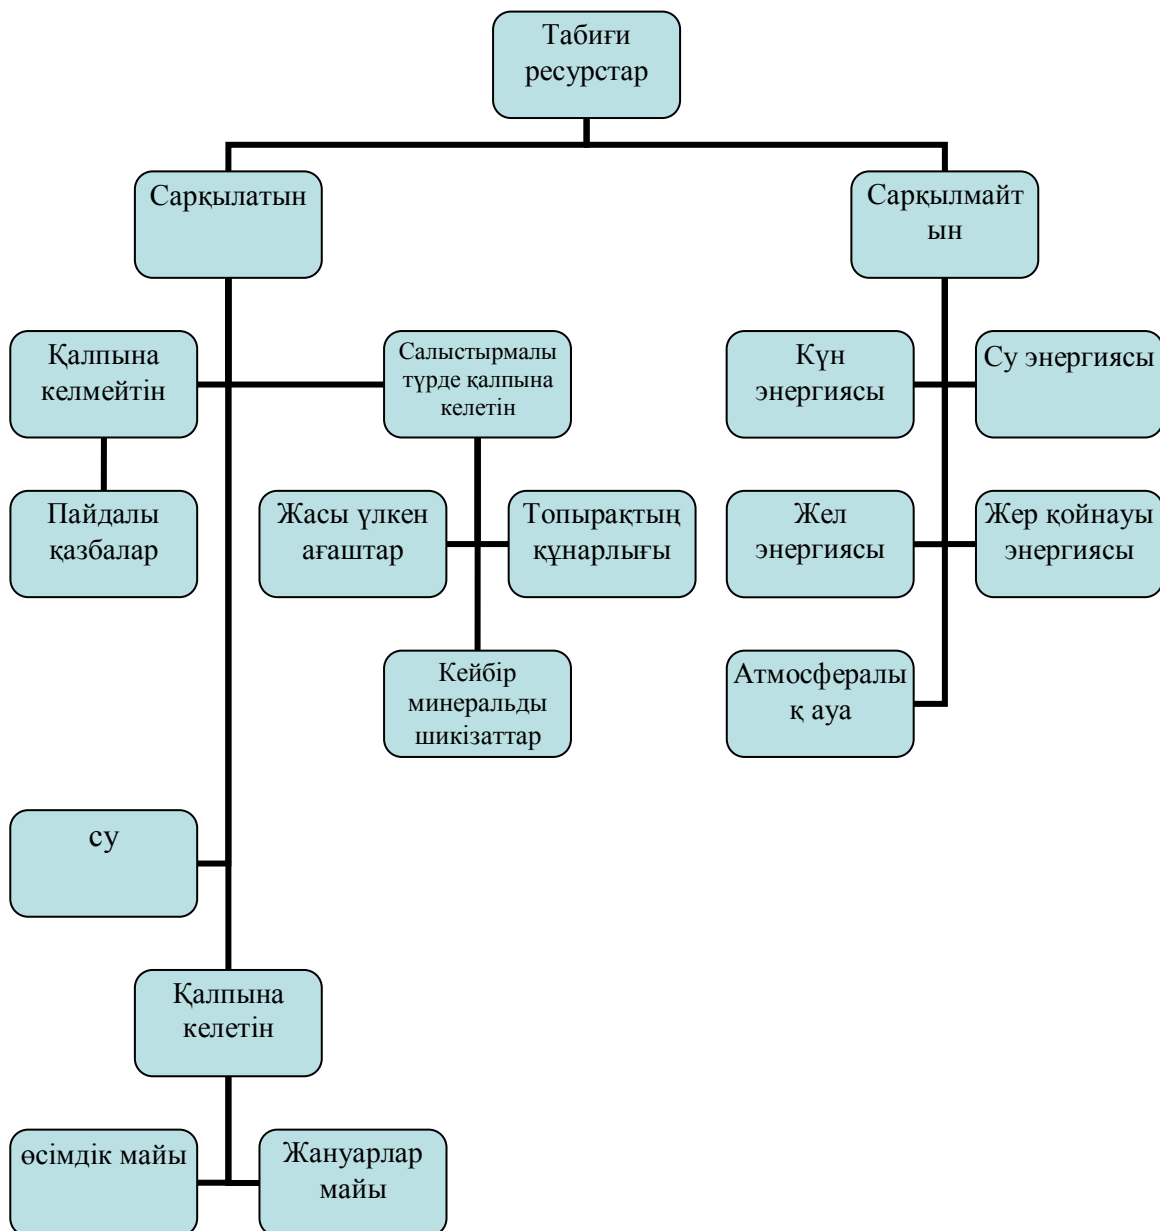 Табиғи
ресурстар
Сарқылатын
Сарқылмайт
ын
Қалпына
келмейтін
Салыстырмалы
түрде қалпына
келетін
Күн
энергиясы
Су энергиясы
Пайдалы
қазбалар
Жасы үлкен
ағаштар
Топырақтың
құнарлығы
Жел
энергиясы
Жер қойнауы
энергиясы
Кейбір
минеральды
шикізаттар
Атмосфералы
қ ауа
су
Қалпына
келетін
өсімдік майы
Жануарлар
майы